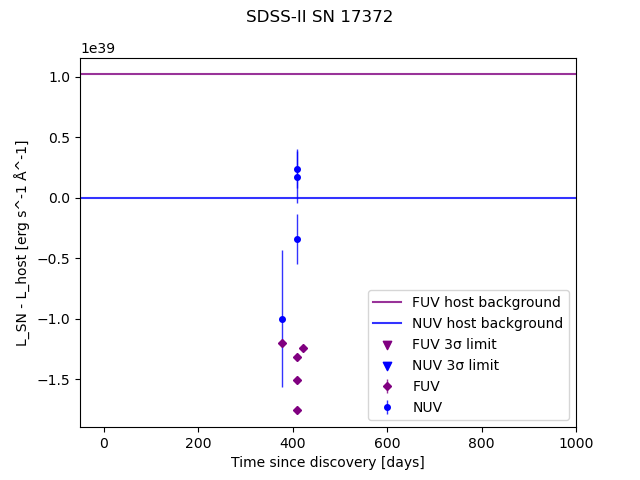 SDSS-II SN 17372
1e39
1.0
0.5
0.0
−0.5
−1.0
−1.5
L_SN - L_host [erg s^-1 Å^-1]
FUV host background
NUV host background
FUV 3σ limit
NUV 3σ limit
FUV
NUV
0 200 400 600 800 1000
Time since discovery [days]